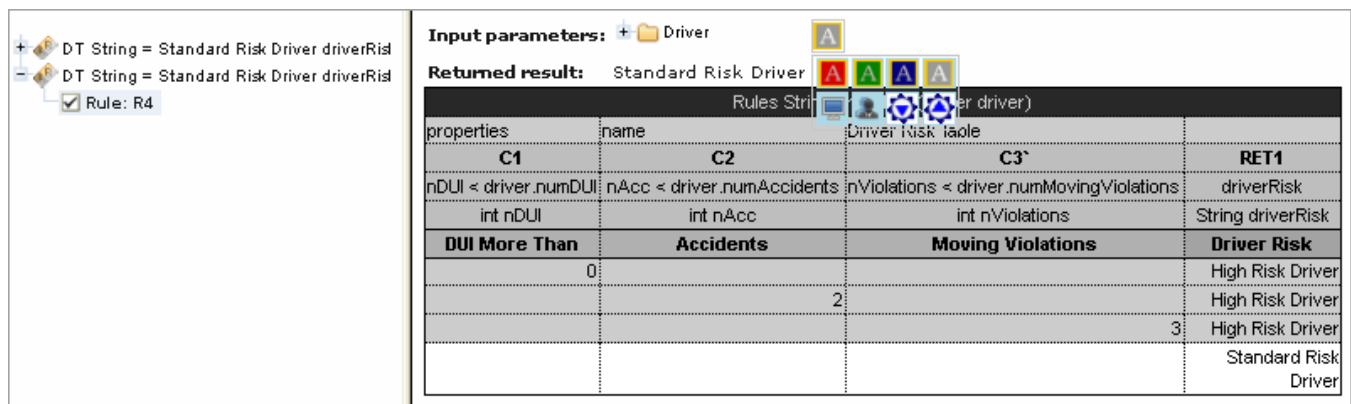 DT String = Standard Risk Driver driverRisl
DT String = Standard Risk Driver driverRisl
Rule: R4
Input parameters: Driver
A
Returned result: Standard Risk Driver A A A A
Rules Stri er driver)
properties name Driver Risk Table
C1 C2 C3` RET1
nDUI < driver.numDUI nAcc < driver.numAccidents nViolations < driver.numMovingViolations driverRisk
int nDUI int nAcc int nViolations String driverRisk
DUI More Than Accidents Moving Violations Driver Risk
0 High Risk Driver
2 High Risk Driver
3 High Risk Driver
Standard Risk
Driver